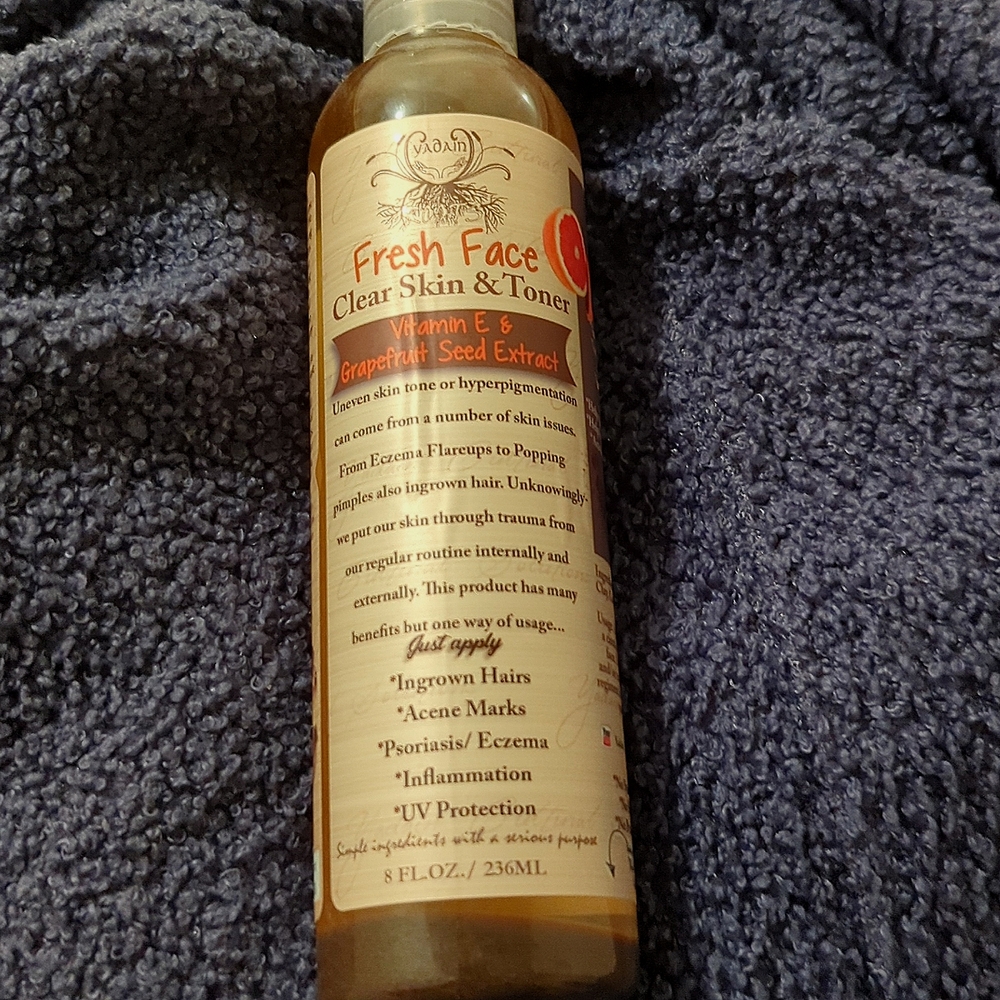 VADAIN
Fresh Face
Clear Skin & Toner
Vitamin E &
Grapefruit Seed Extract
Uneven skin tone or hyperpigmentation
can come from a number of skin issues.
From Eczema Flareups to Popping
pimples also ingrown hair. Unknowingly
we put our skin through trauma from
our regular routine internally and
externally. This product has many
benefits but one way of usage...
Just apply
*Ingrown Hairs
*Acene Marks
*Psoriasis/ Eczema
*Inflammation
*UV Protection
Simple ingredients with a serious purpose
8 FL.OZ./ 236ML